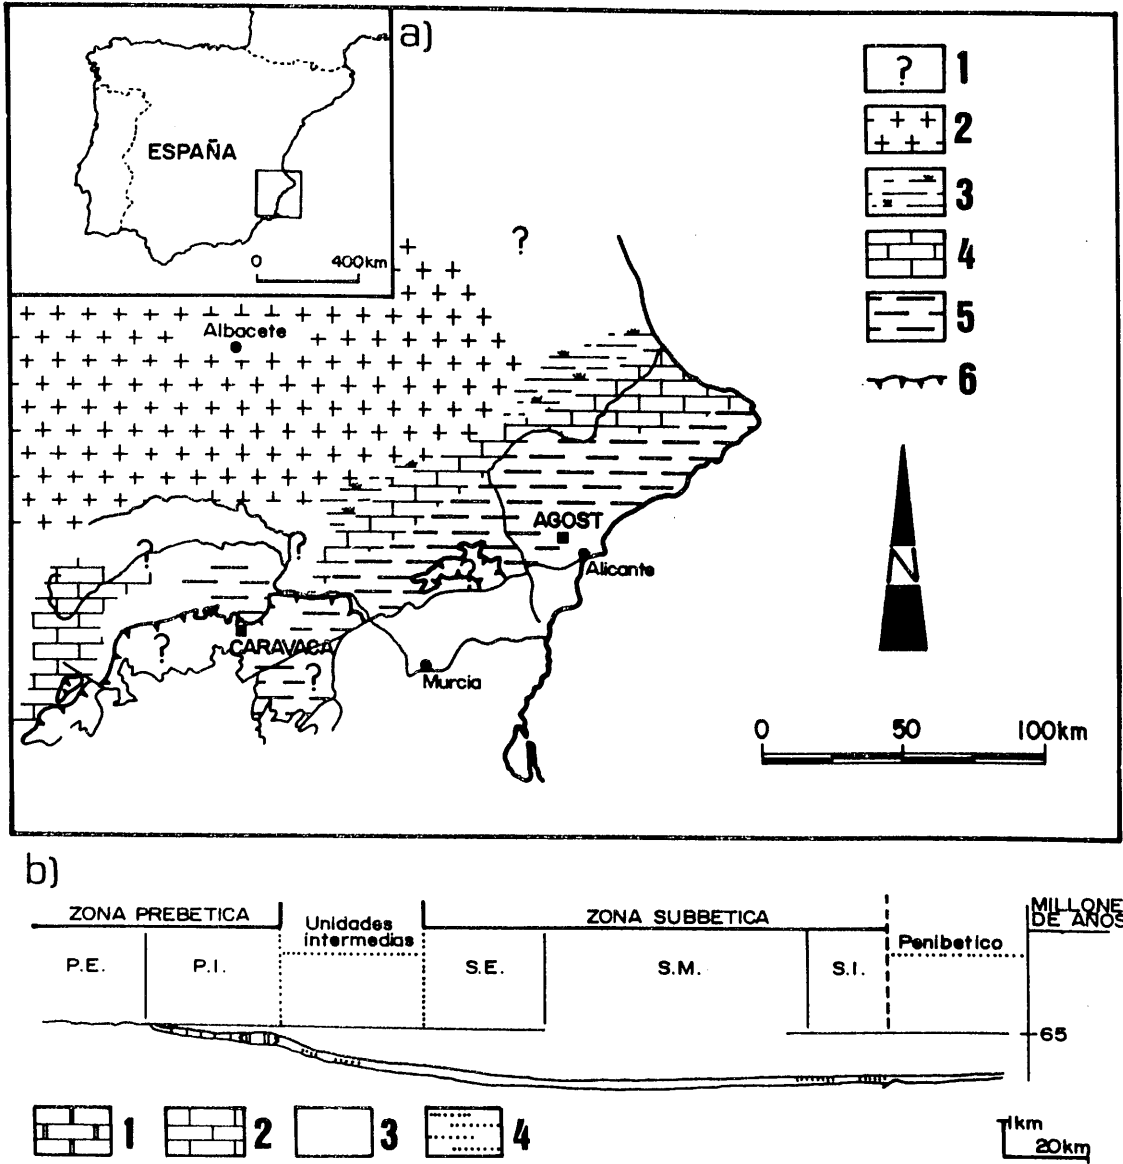 a)
ESPAÑA
0 400km
? 1
2
3
4
5
6
?
Albacete
AGOST
Alicante
?
?
?
CARAVACA
?
?
Murcia
N
0 50 100km
b)
ZONA PREBETICA
Unidades
intermedias
ZONA SUBBETICA
Penibetico
MILLONE
DE AÑOS
P.E.
P.I.
S.E.
S.M.
S.I.
65
1 2 3 4
1km
20km